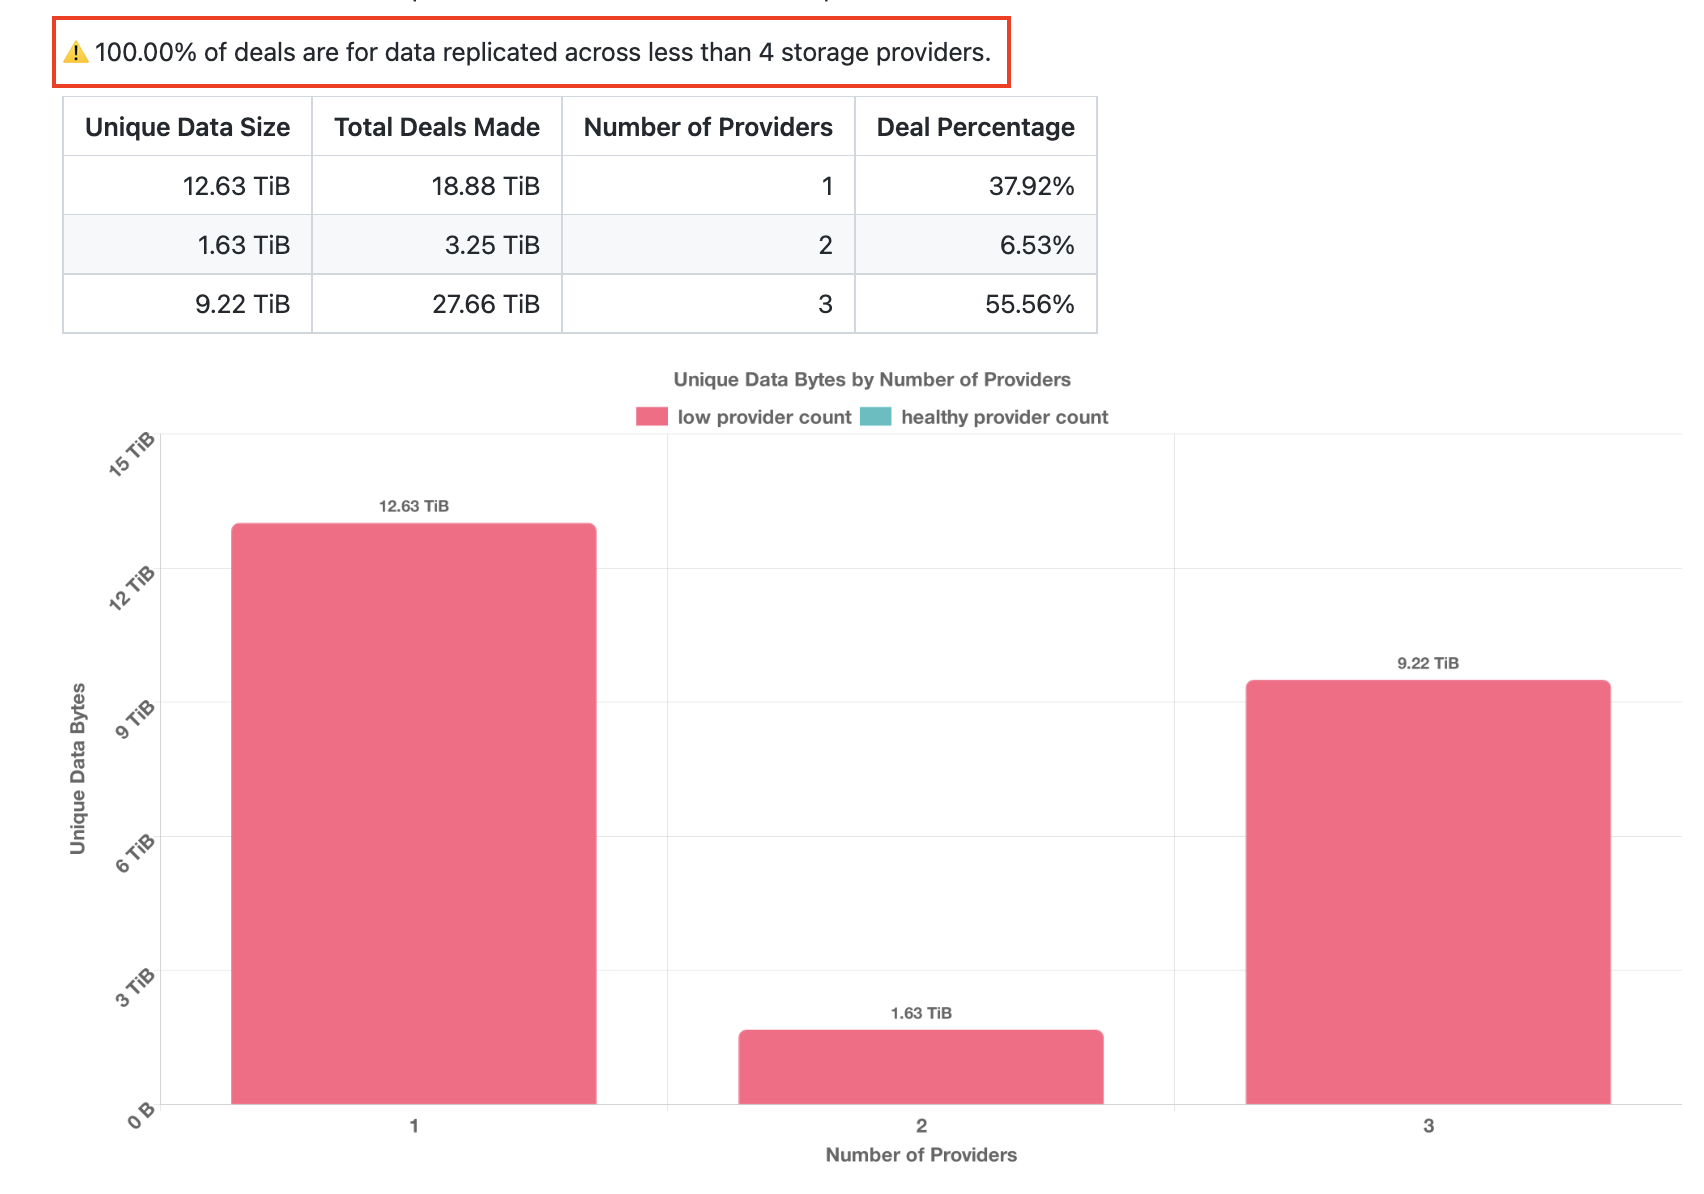 ⚠️ 100.00% of deals are for data replicated across less than 4 storage providers.
Unique Data Size Total Deals Made Number of Providers Deal Percentage
12.63 TiB 18.88 TiB 1 37.92%
1.63 TiB 3.25 TiB 2 6.53%
9.22 TiB 27.66 TiB 3 55.56%
Unique Data Bytes by Number of Providers
low provider count healthy provider count
15 TiB
12.63 TiB
12 TiB
9.22 TiB
9 TiB
Unique Data Bytes
6 TiB
3 TiB
1.63 TiB
0 B
1 2 3
Number of Providers